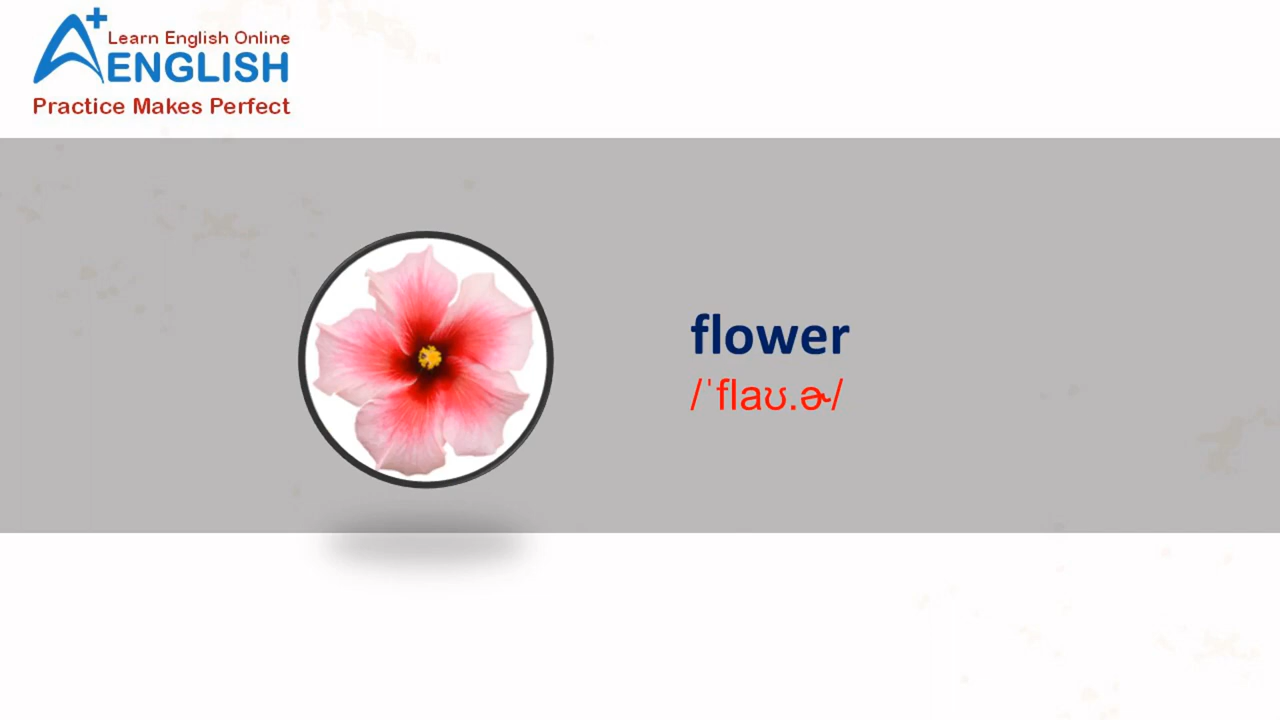 A+ Learn English Online
ENGLISH
Practice Makes Perfect
flower
/ˈflaʊ.ɚ/